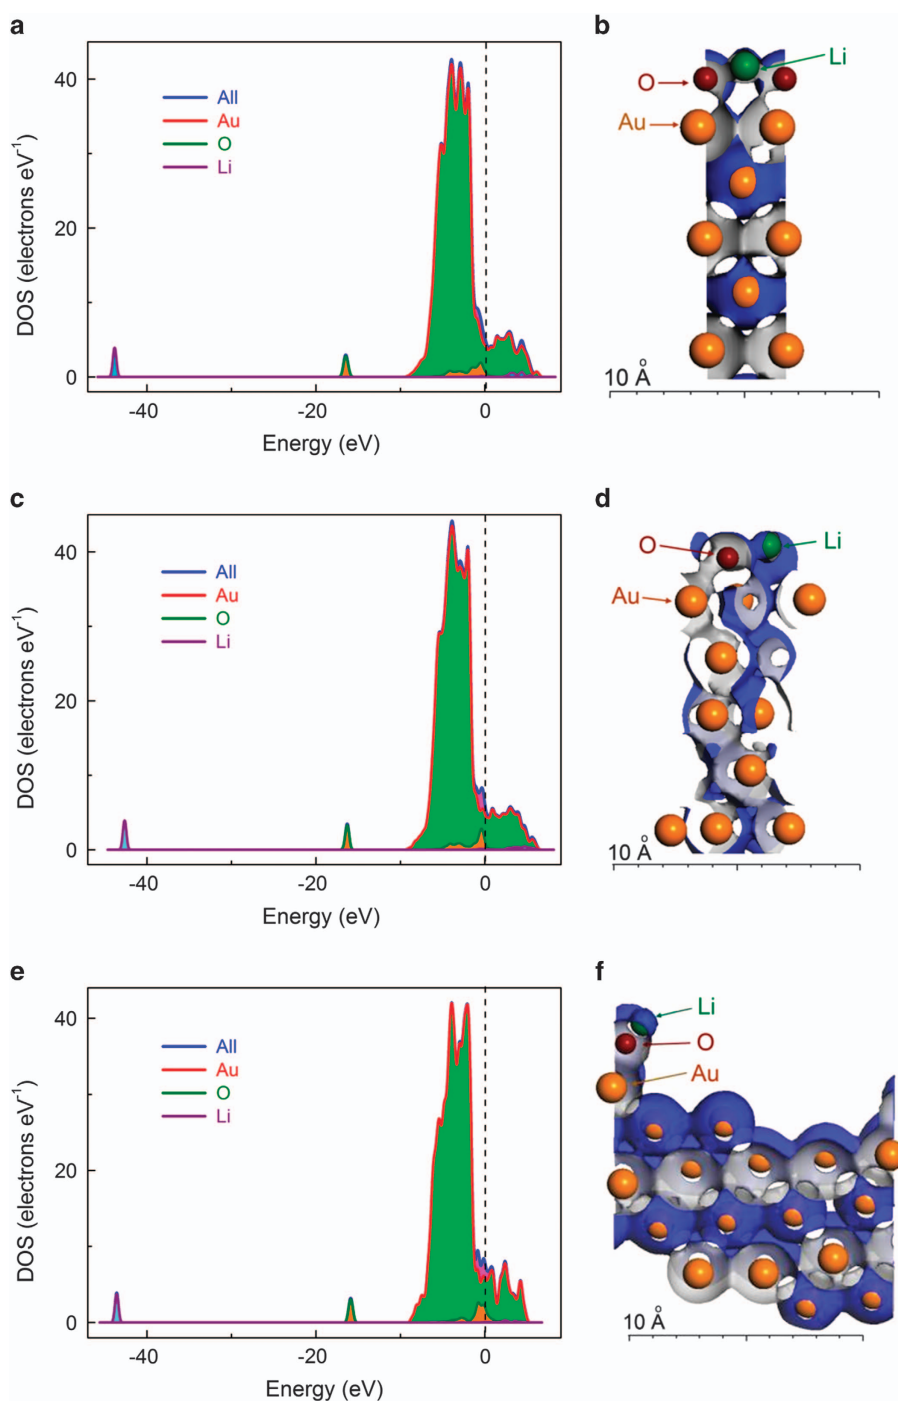 a
40
20
0
-40
-20
0
DOS (electrons eV⁻¹)
Energy (eV)
All
Au
O
Li
b
Li
O
Au
10 Å
c
40
20
0
-40
-20
0
DOS (electrons eV⁻¹)
Energy (eV)
All
Au
O
Li
d
O
Li
Au
10 Å
e
40
20
0
-40
-20
0
DOS (electrons eV⁻¹)
Energy (eV)
All
Au
O
Li
f
Li
O
Au
10 Å